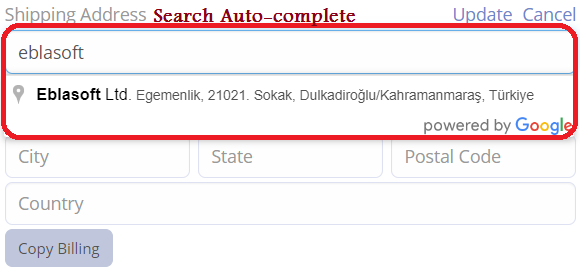 Shipping Address Search Auto-complete Update Cancel
eblasoft
Eblasoft Ltd. Egemenlik, 21021. Sokak, Dulkadiroğlu/Kahramanmaraş, Türkiye
powered by Google
City State Postal Code
Country
Copy Billing